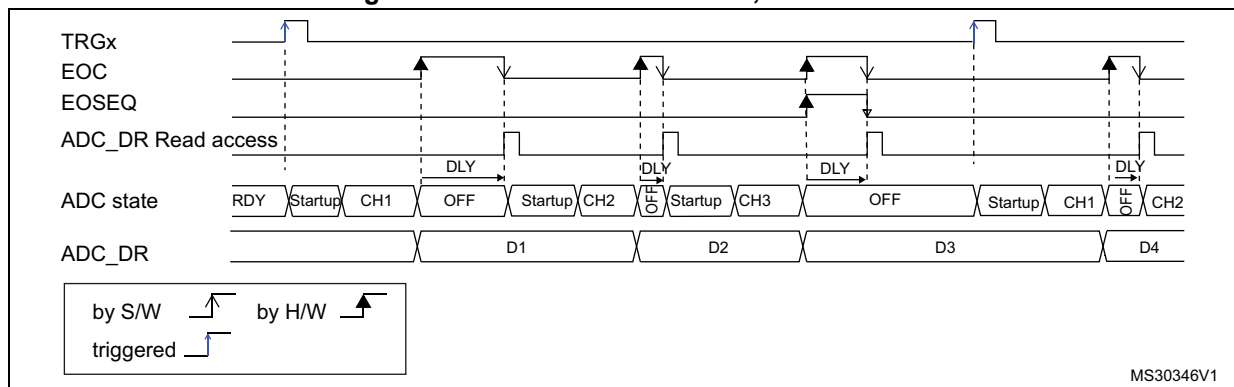 TRGx
EOC
EOSEQ
ADC_DR Read access
DLY DLY DLY DLY
ADC state RDY Startup CH1 OFF Startup CH2 OFF Startup CH3 OFF Startup CH1 OFF CH2
ADC_DR D1 D2 D3 D4
by S/W by H/W
triggered
MS30346V1